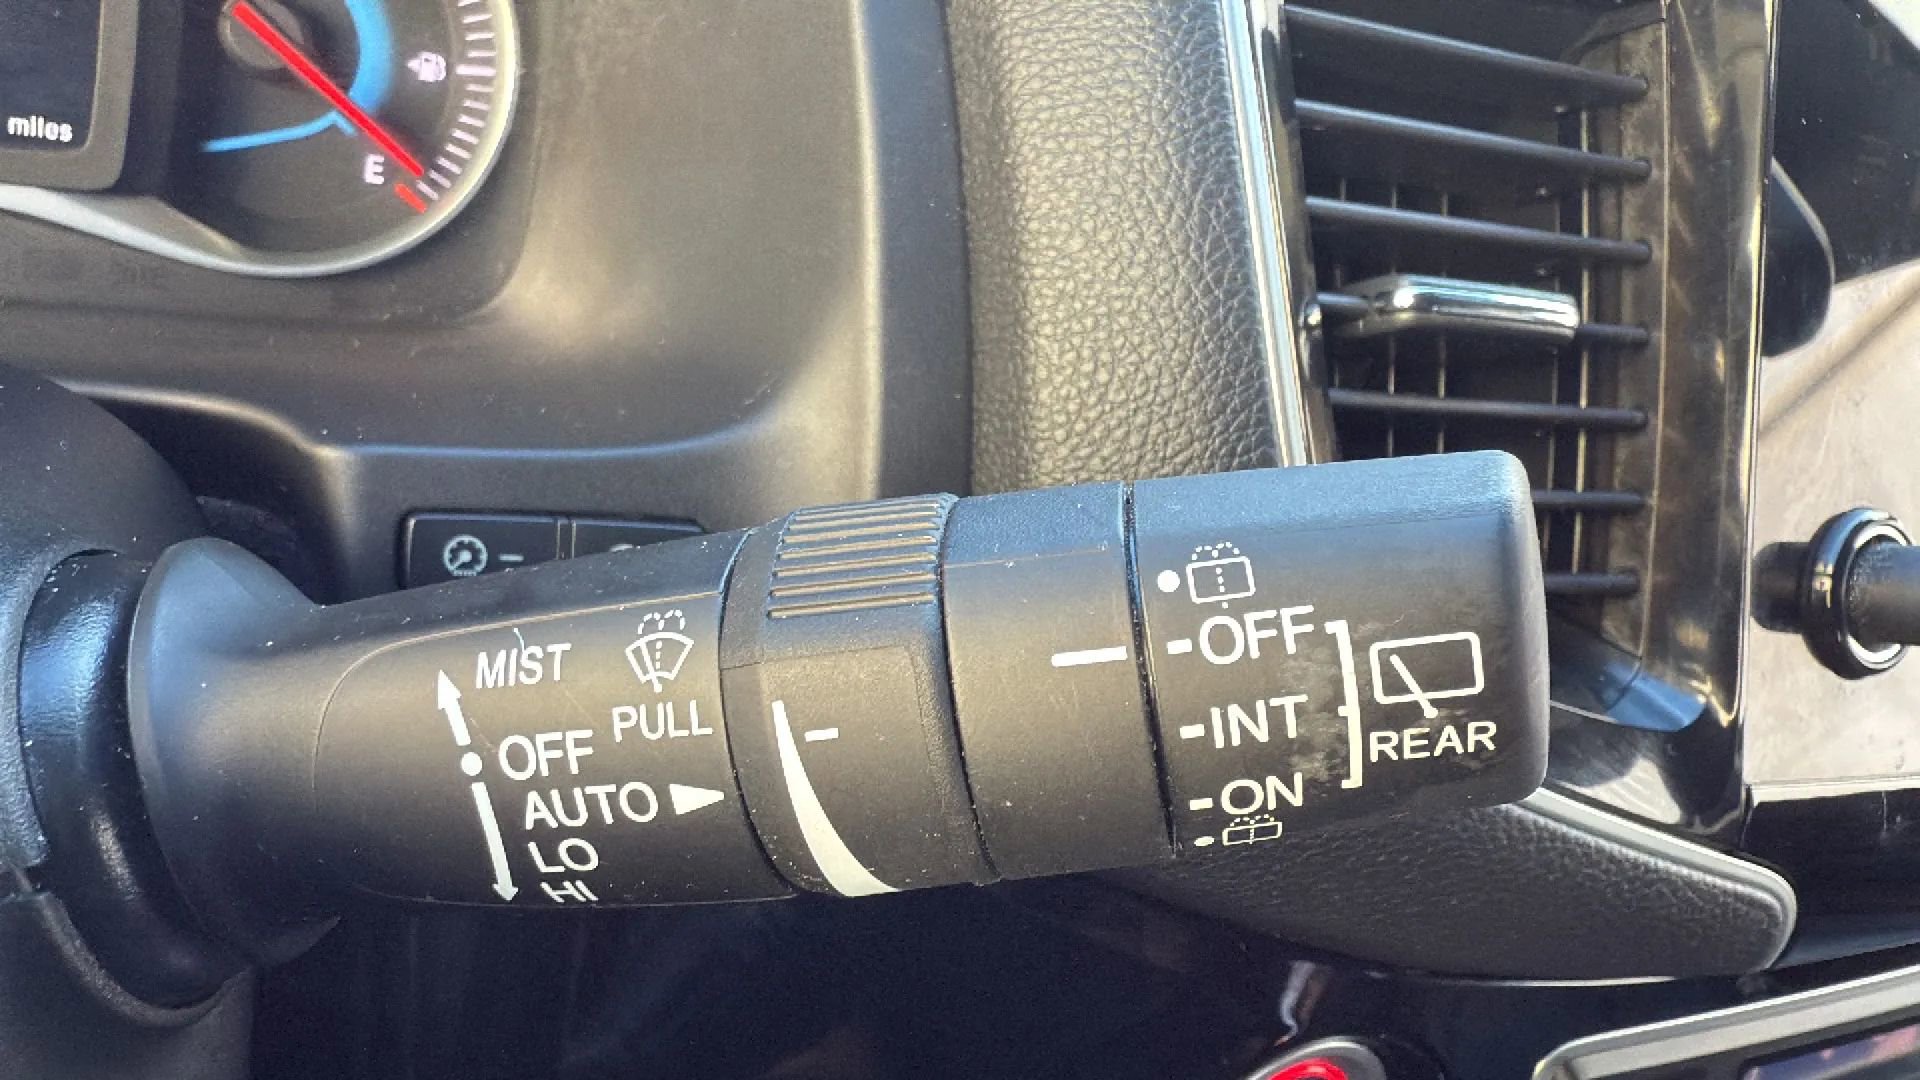 miles
E
MIST
PULL
OFF
AUTO
LO
HI
OFF
INT
ON
REAR